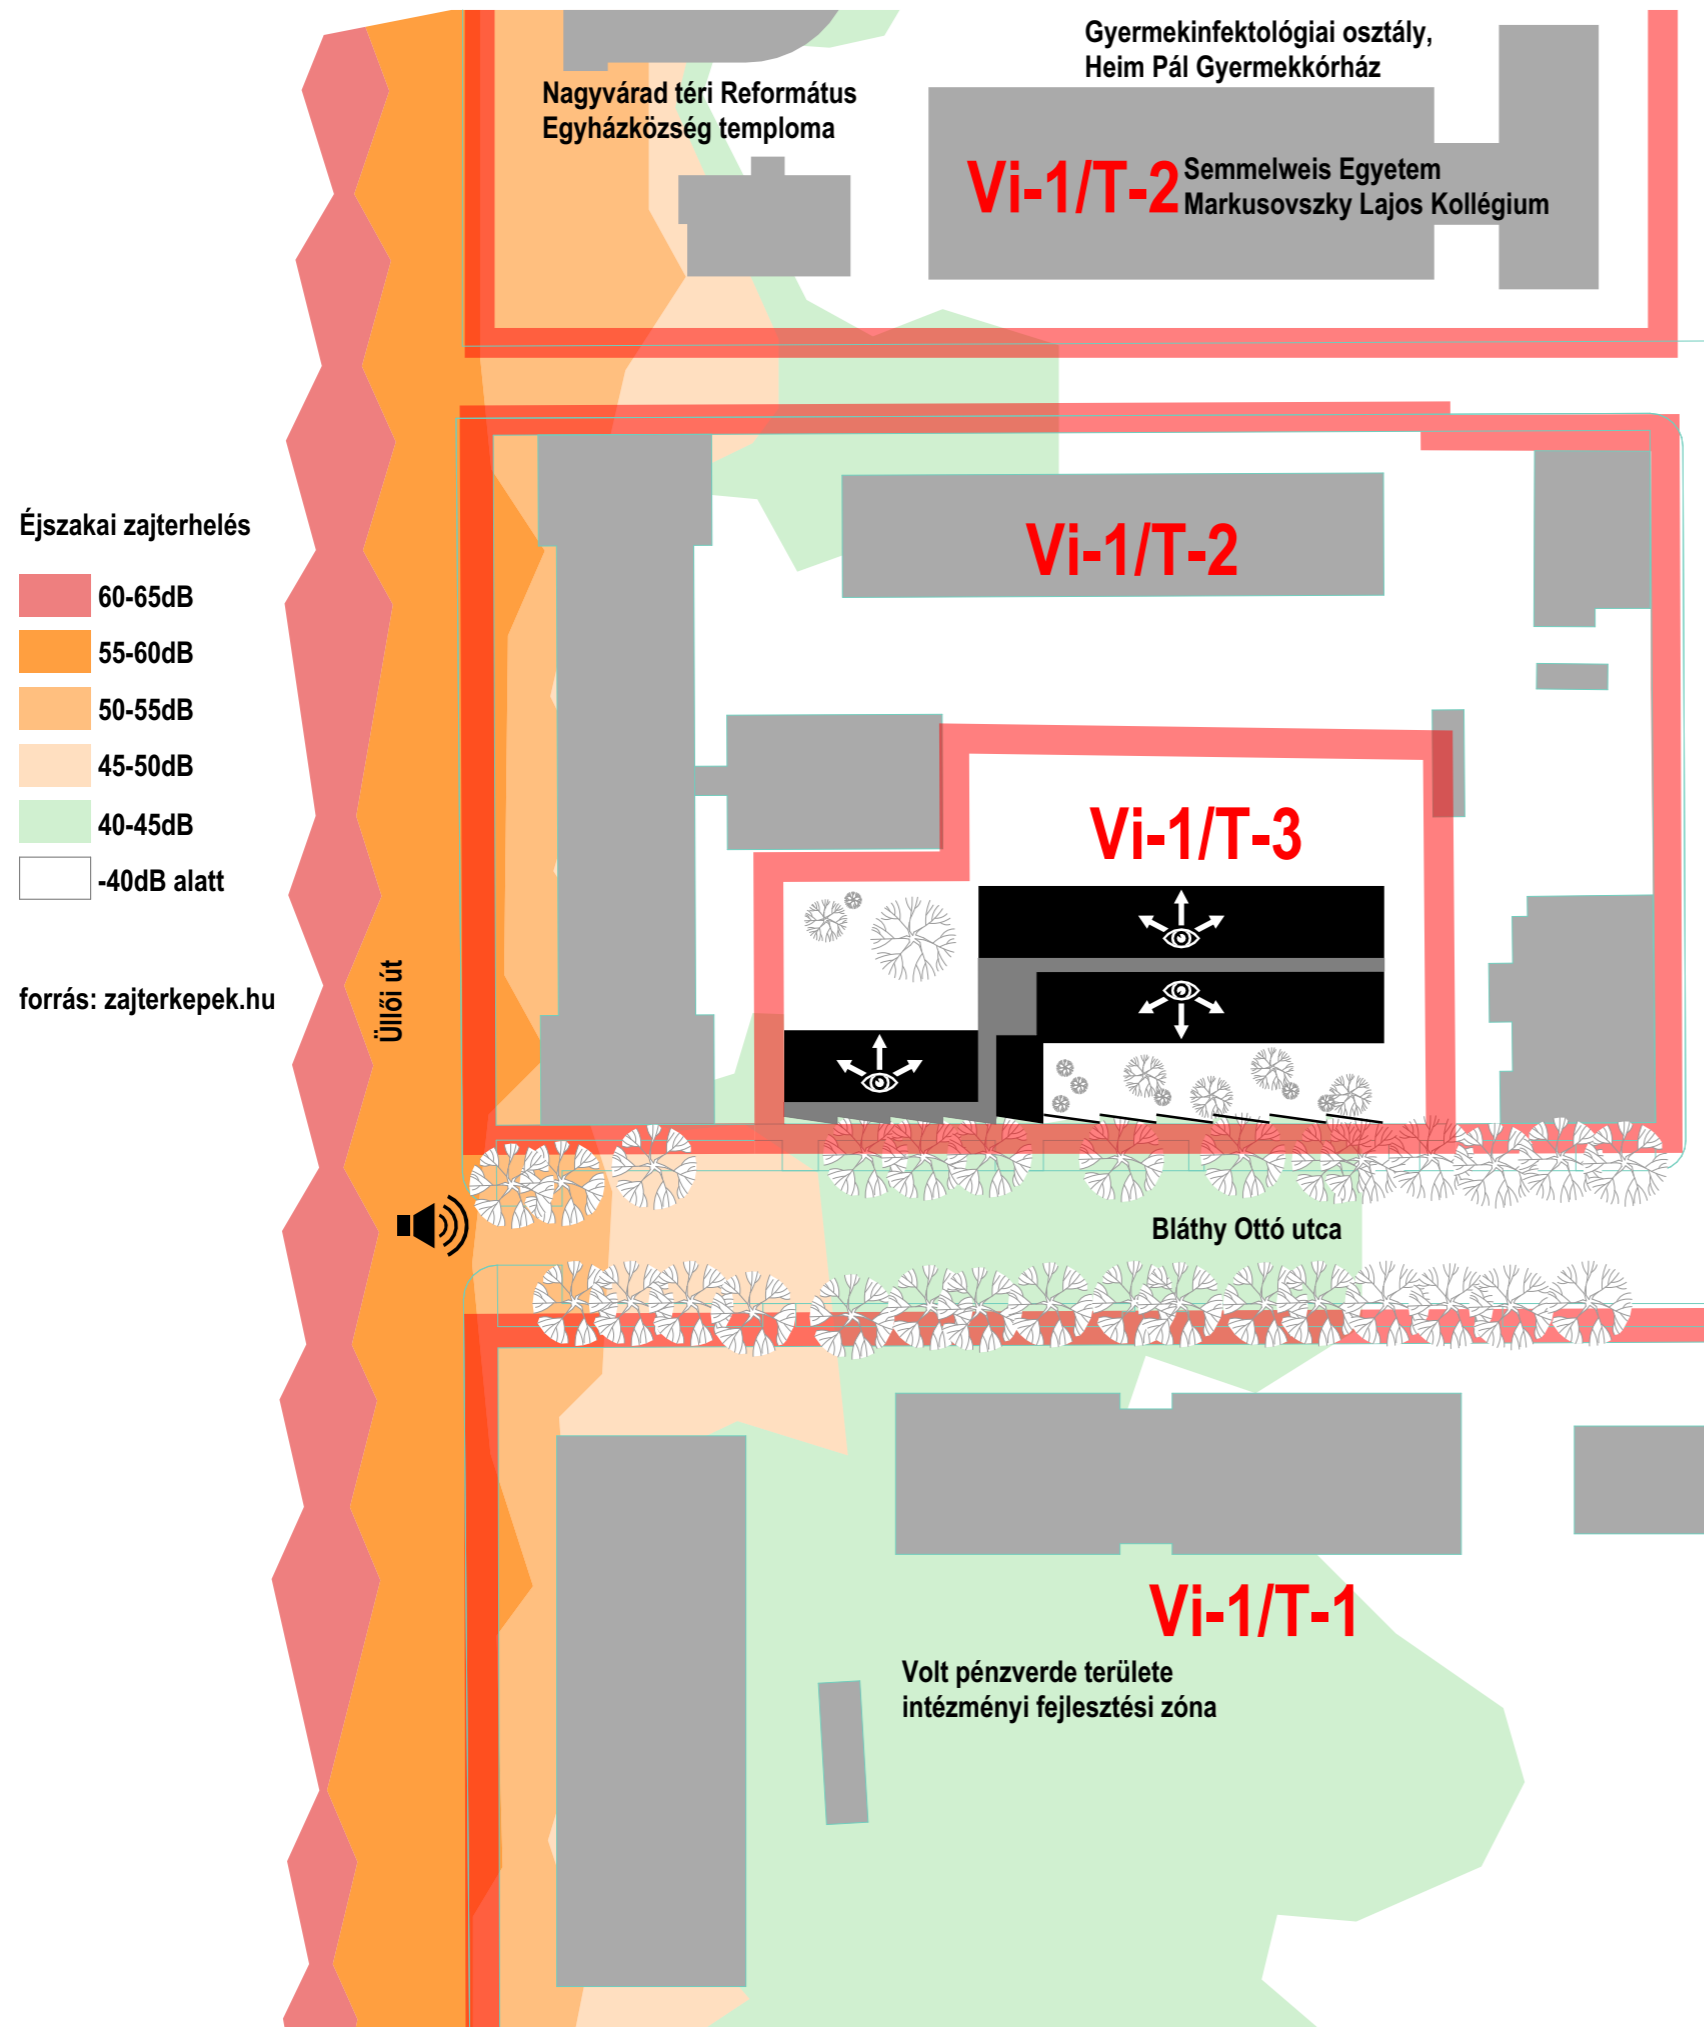 Gyermekinfektológiai osztály,
Heim Pál Gyermekkórház
Nagyvárad téri Református
Egyházközség temploma
Vi-1/T-2
Semmelweis Egyetem
Markusovszky Lajos Kollégium
Vi-1/T-2
Éjszakai zajterhelés
60-65dB
55-60dB
50-55dB
45-50dB
40-45dB
-40dB alatt
forrás: zajterkepek.hu
Üllői út
Vi-1/T-3
Bláthy Ottó utca
Vi-1/T-1
Volt pénzverde területe
intézményi fejlesztési zóna